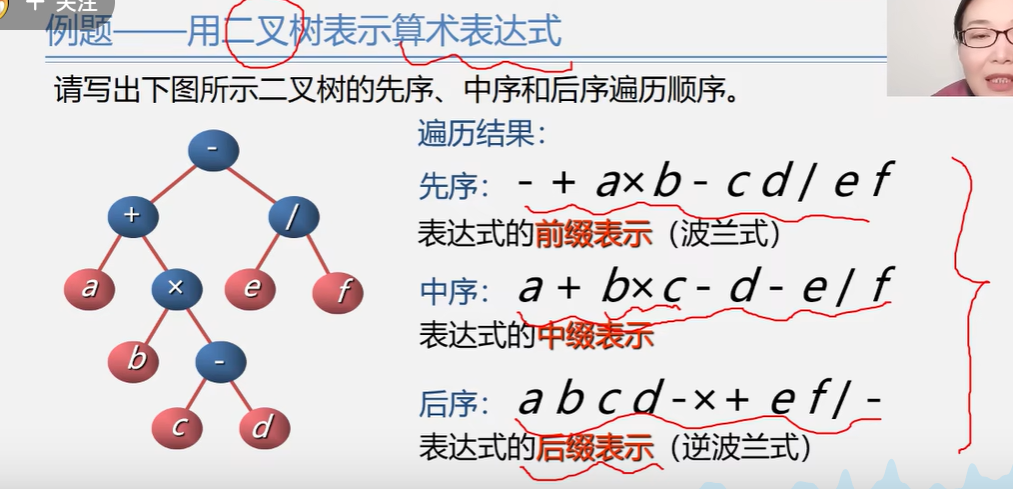 + 关注
例题——用二叉树表示算术表达式
请写出下图所示二叉树的先序、中序和后序遍历顺序。
遍历结果：
先序： - + a×b - c d / e f
表达式的前缀表示（波兰式）
中序： a + b×c - d - e / f
表达式的中缀表示
后序： a b c d -×+ e f / -
表达式的后缀表示（逆波兰式）
-
+ /
a × e f
b -
c d